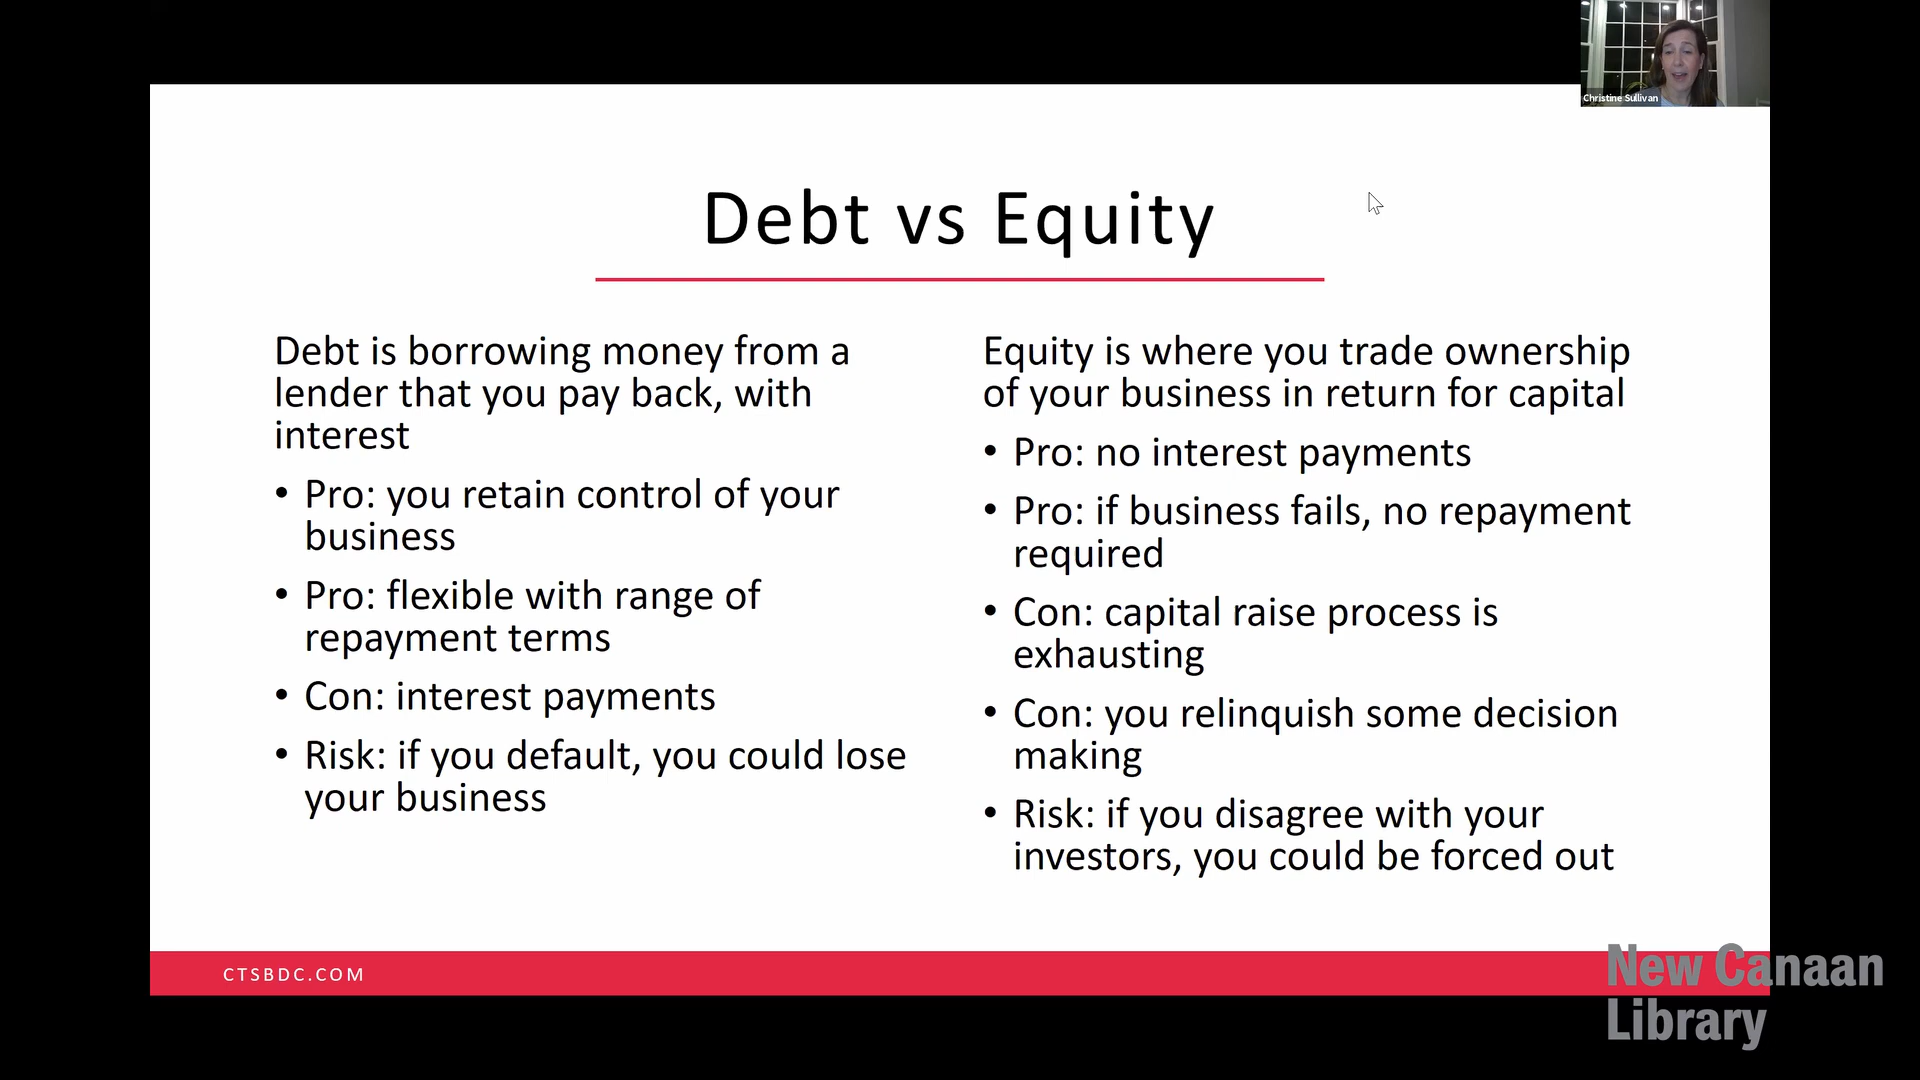 Christine Sullivan
Debt vs Equity
Debt is borrowing money from a
lender that you pay back, with
interest
• Pro: you retain control of your
business
• Pro: flexible with range of
repayment terms
• Con: interest payments
• Risk: if you default, you could lose
your business
Equity is where you trade ownership
of your business in return for capital
• Pro: no interest payments
• Pro: if business fails, no repayment
required
• Con: capital raise process is
exhausting
• Con: you relinquish some decision
making
• Risk: if you disagree with your
investors, you could be forced out
CTSBDC.COM
New Canaan
Library